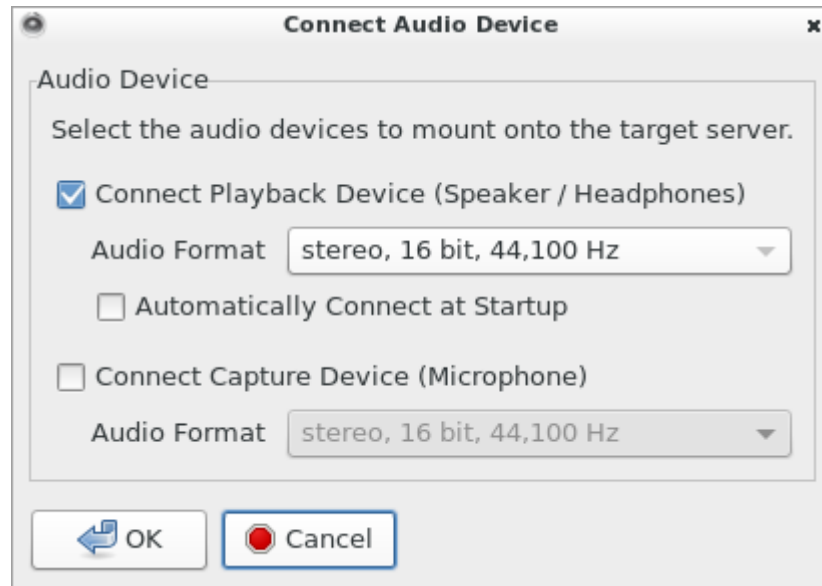 Connect Audio Device
Audio Device
Select the audio devices to mount onto the target server.
Connect Playback Device (Speaker / Headphones)
Audio Format stereo, 16 bit, 44,100 Hz
Automatically Connect at Startup
Connect Capture Device (Microphone)
Audio Format stereo, 16 bit, 44,100 Hz
OK Cancel